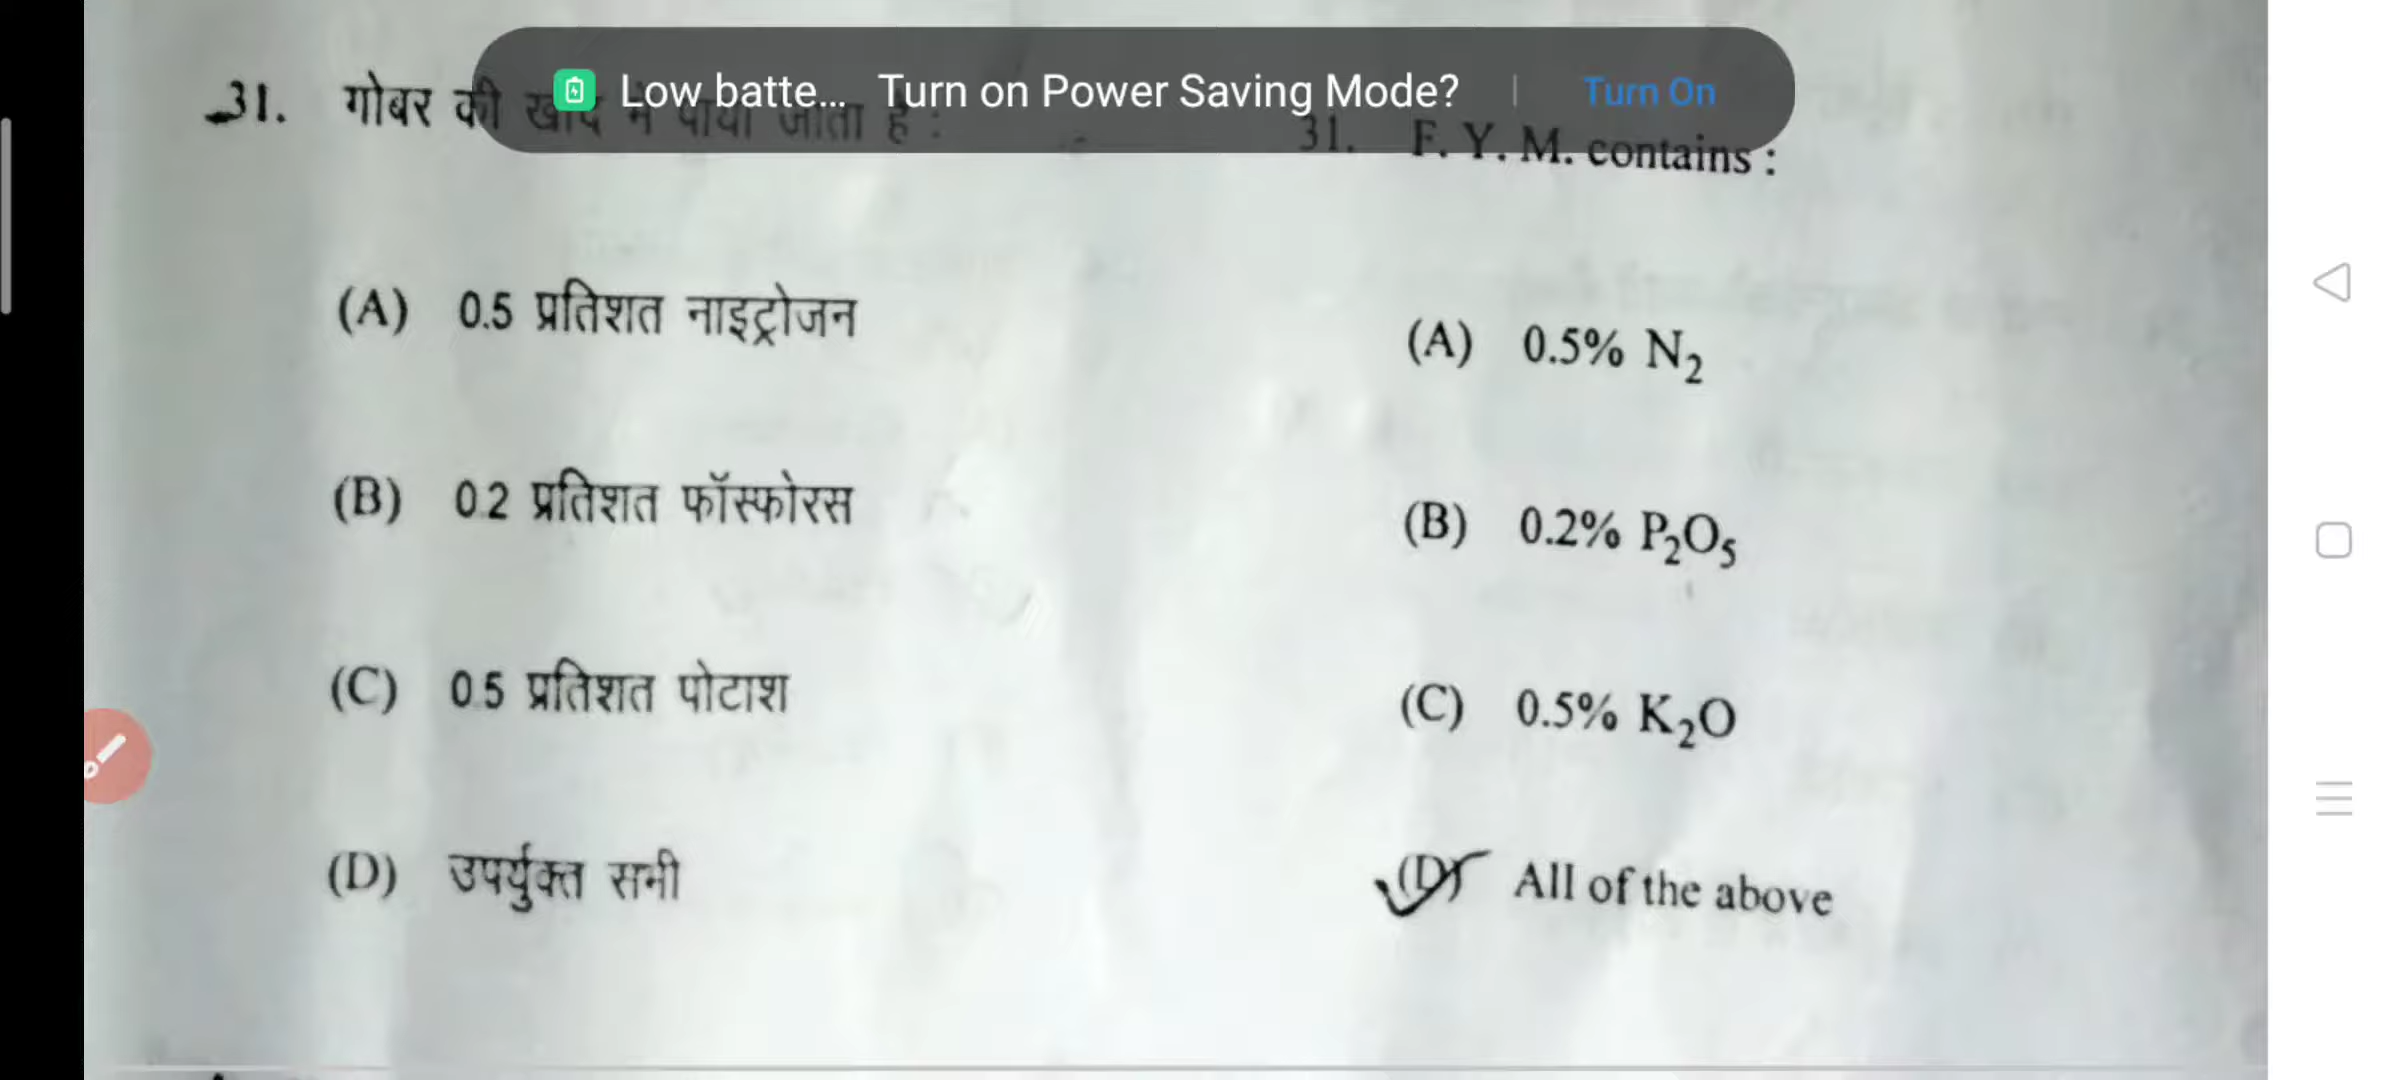 Low batte... Turn on Power Saving Mode? | Turn On
31. गोबर की खाद में पाया जाता है :
(A) 0.5 प्रतिशत नाइट्रोजन
(B) 0.2 प्रतिशत फॉस्फोरस
(C) 0.5 प्रतिशत पोटाश
(D) उपर्युक्त सभी
31. F. Y. M. contains :
(A) 0.5% N₂
(B) 0.2% P₂O₅
(C) 0.5% K₂O
(D) All of the above